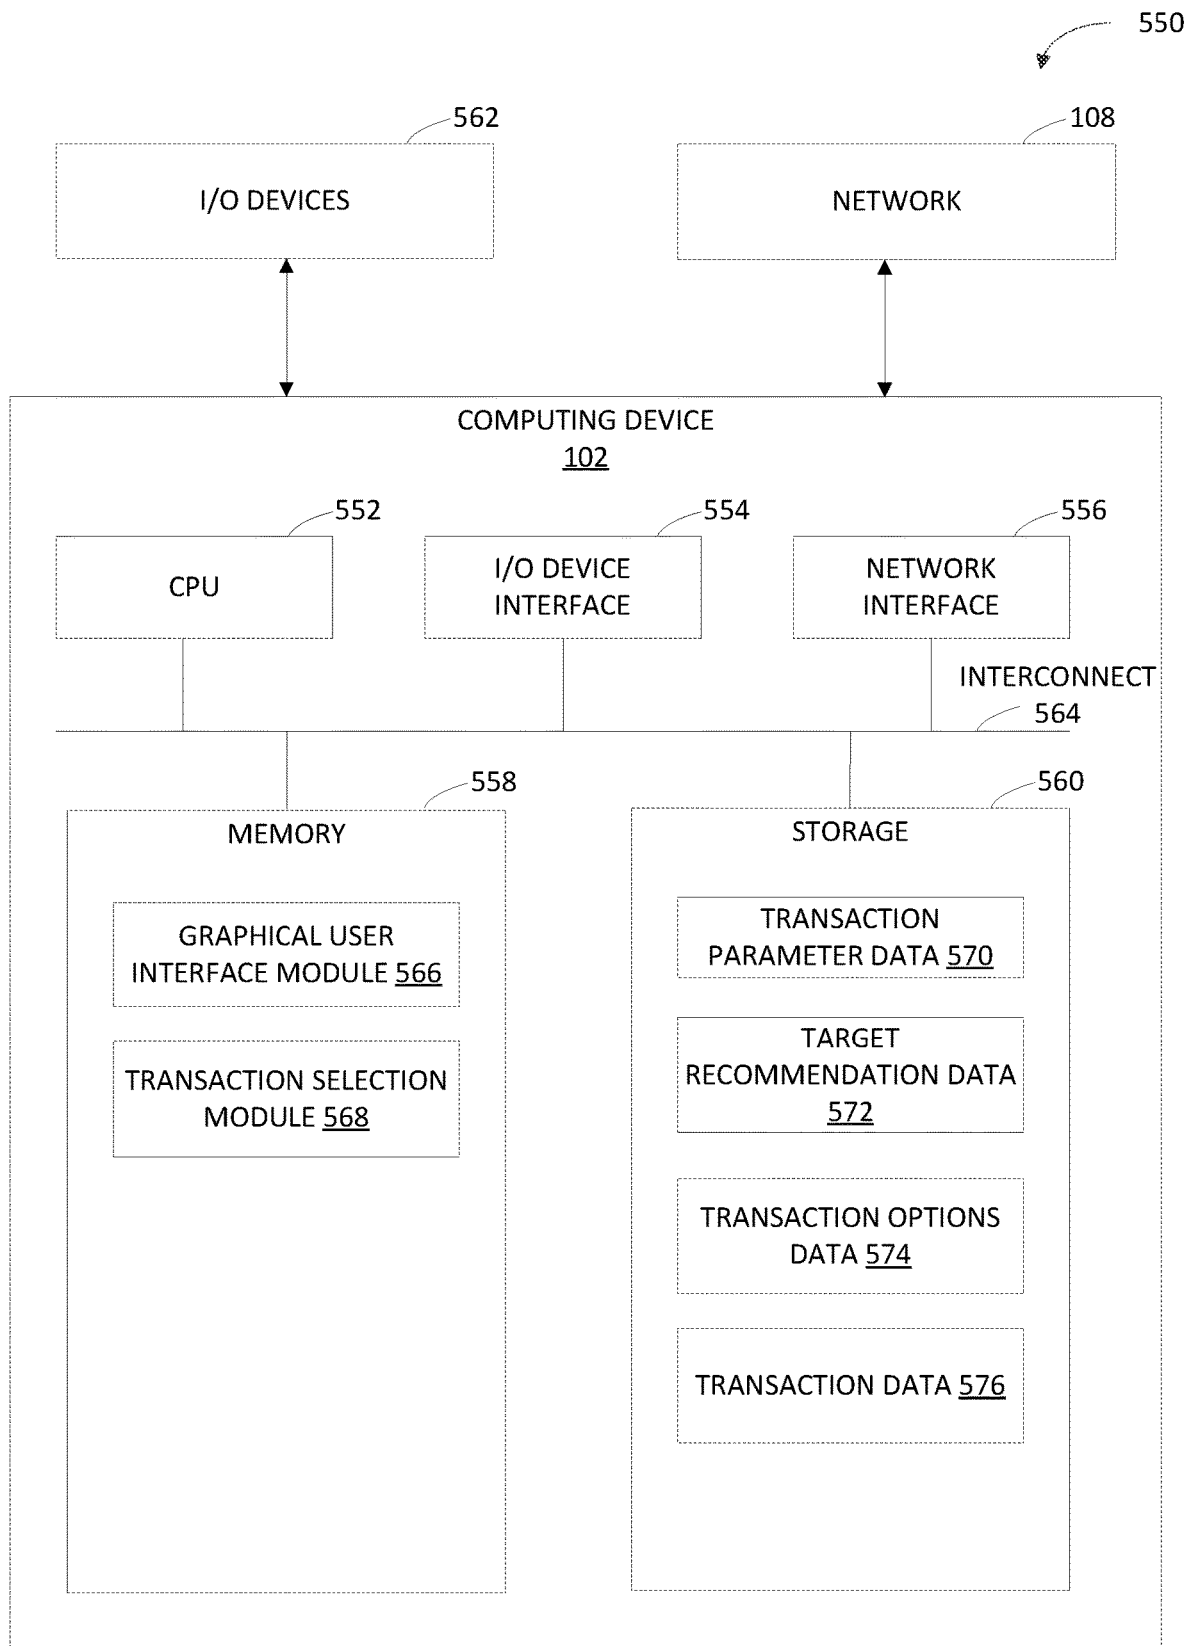 550
562
108
I/O DEVICES
NETWORK
COMPUTING DEVICE
102
552
554
556
CPU
I/O DEVICE
INTERFACE
NETWORK
INTERFACE
INTERCONNECT
564
558
560
MEMORY
STORAGE
GRAPHICAL USER
INTERFACE MODULE 566
TRANSACTION SELECTION
MODULE 568
TRANSACTION
PARAMETER DATA 570
TARGET
RECOMMENDATION DATA
572
TRANSACTION OPTIONS
DATA 574
TRANSACTION DATA 576